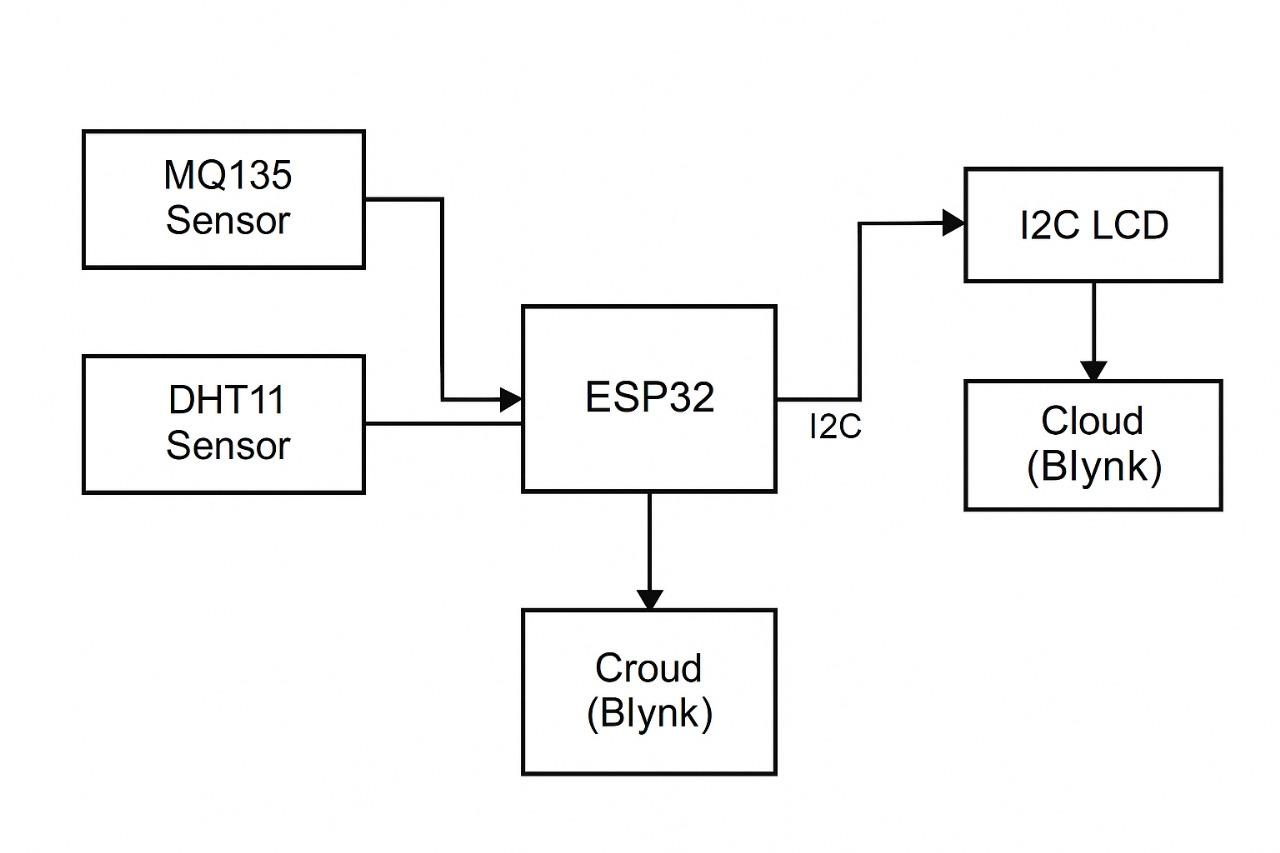 MQ135
Sensor
DHT11
Sensor
ESP32
I2C
I2C LCD
Cloud
(Blynk)
Croud
(Blynk)